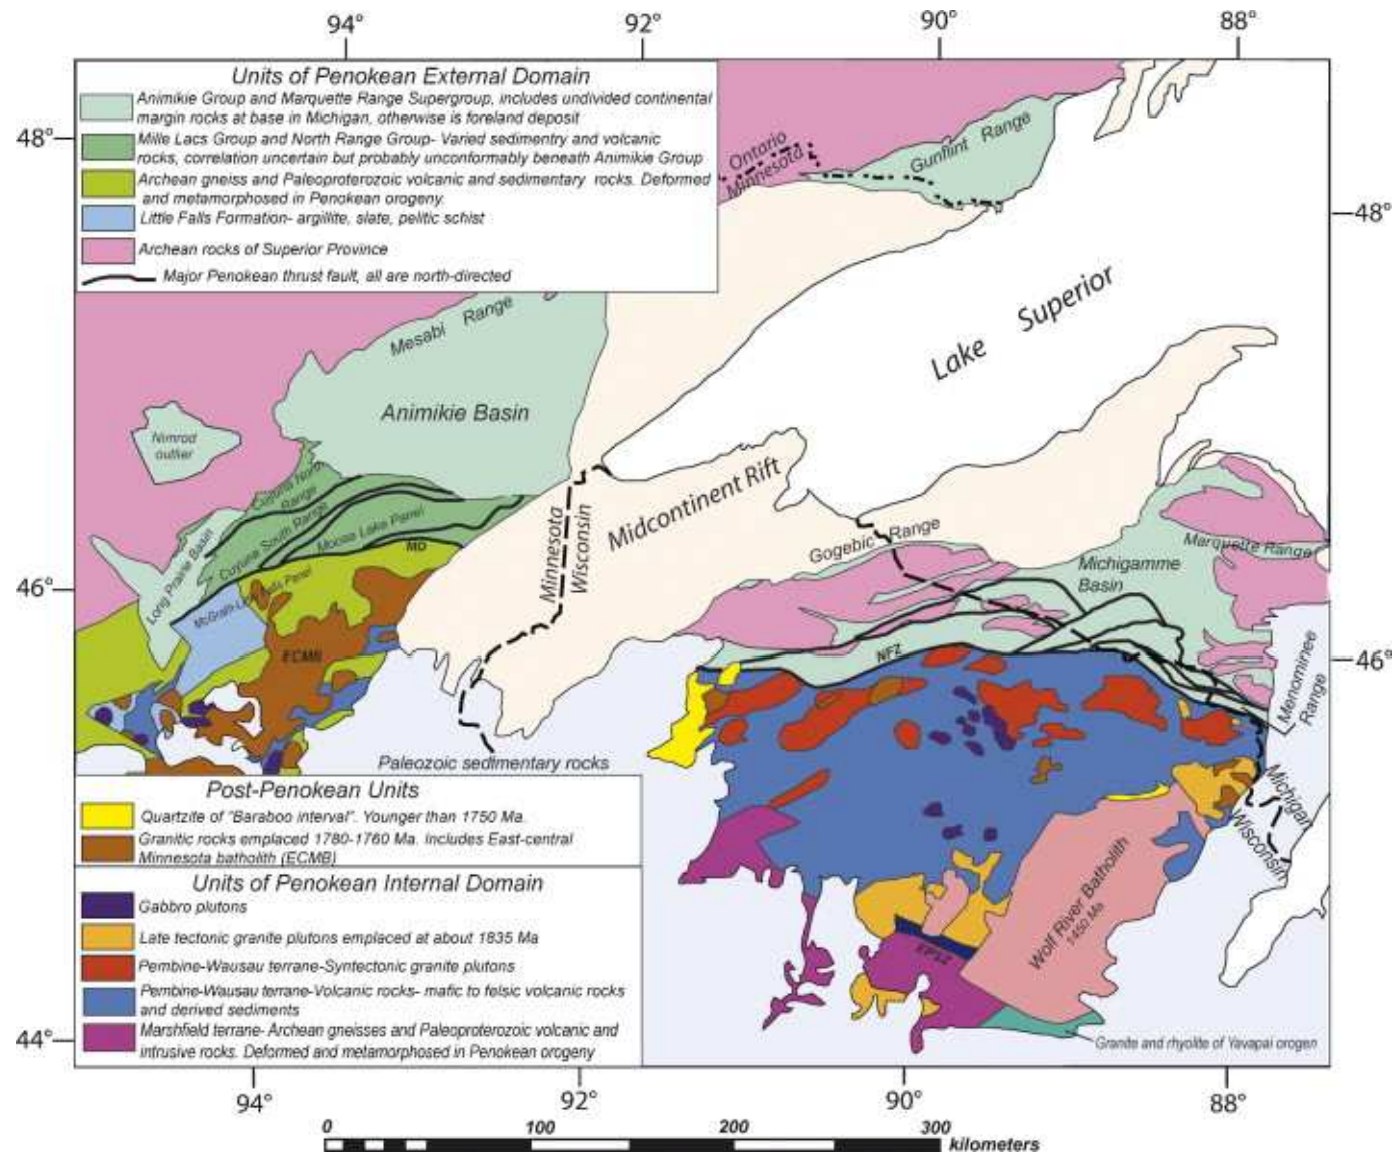 94°
92°
90°
88°
Units of Penokean External Domain
Animikie Group and Marquette Range Supergroup, includes undivided continental
margin rocks at base in Michigan, otherwise is foreland deposit
Mille Lacs Group and North Range Group- Varied sedimentry and volcanic
rocks, correlation uncertain but probably unconformably beneath Animikie Group
Archean gneiss and Paleoproterozoic volcanic and sedimentary rocks. Deformed
and metamorphosed in Penokean orogeny.
Little Falls Formation- argillite, slate, pelitic schist
Archean rocks of Superior Province
Major Penokean thrust fault, all are north-directed
48°
48°
Ontario
Minnesota
Gunflint Range
Lake Superior
Mesabi Range
Animikie Basin
Nimrod
outlier
Cuyuna North
Range
Cuyuna South Range
Moose Lake Panel
MD
Long Prairie Basin
Panel
ECMB
Minnesota
Wisconsin
Midcontinent Rift
Gogebic Range
Michigamme
Basin
Marquette Range
46°
46°
NFZ
Menominee
Range
Paleozoic sedimentary rocks
Michigan
Wisconsin
Wolf River Batholith
1450 Ma
EPSZ
Granite and rhyolite of Yavapai orogen
Post-Penokean Units
Quartzite of "Baraboo interval". Younger than 1750 Ma.
Granitic rocks emplaced 1780-1760 Ma. Includes East-central
Minnesota batholith (ECMB)
Units of Penokean Internal Domain
Gabbro plutons
Late tectonic granite plutons emplaced at about 1835 Ma
Pembine-Wausau terrane-Syntectonic granite plutons
Pembine-Wausau terrane-Volcanic rocks- mafic to felsic volcanic rocks
and derived sediments
Marshfield terrane- Archean gneisses and Paleoproterozoic volcanic and
intrusive rocks. Deformed and metamorphosed in Penokean orogeny
44°
94°
92°
90°
88°
0
100
200
300
kilometers